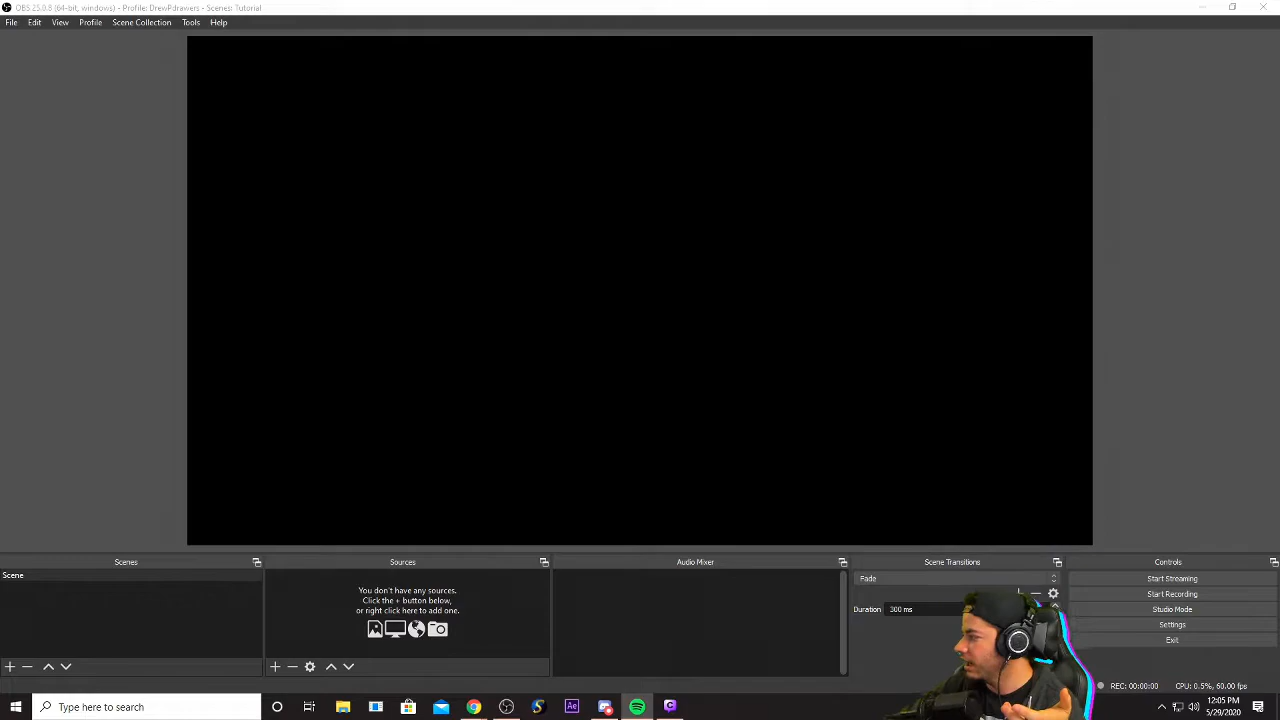 OBS 25.0.8 (64-bit, windows) - Profile: DrewPdrawers - Scenes: Tutorial
File Edit View Profile Scene Collection Tools Help
Scenes
Sources
Audio Mixer
Scene Transitions
Controls
Scene
You don't have any sources.
Click the + button below,
or right click here to add one.
Fade
Duration 300 ms
Start Streaming
Start Recording
Studio Mode
Settings
Exit
REC: 00:00:00 CPU: 0.5%, 60.00 fps
Type here to search
Ae
12:05 PM
5/29/2020